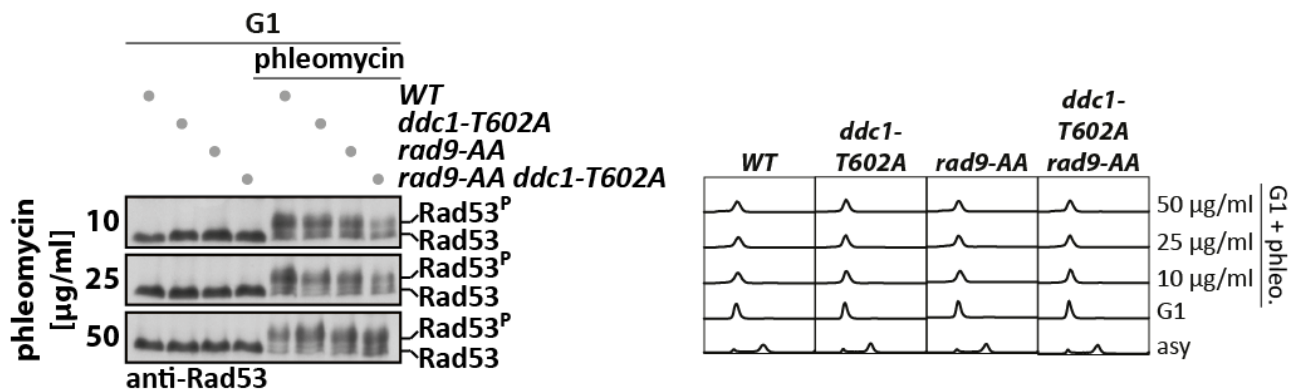 G1
phleomycin
WT
ddc1-T602A
rad9-AA
rad9-AA ddc1-T602A
phleomycin
[µg/ml]
10
Rad53P
Rad53
25
Rad53P
Rad53
50
Rad53P
Rad53
anti-Rad53
WT
ddc1-
T602A
rad9-AA
ddc1-
T602A
rad9-AA
50 µg/ml
25 µg/ml
10 µg/ml
G1
asy
G1 + phleo.